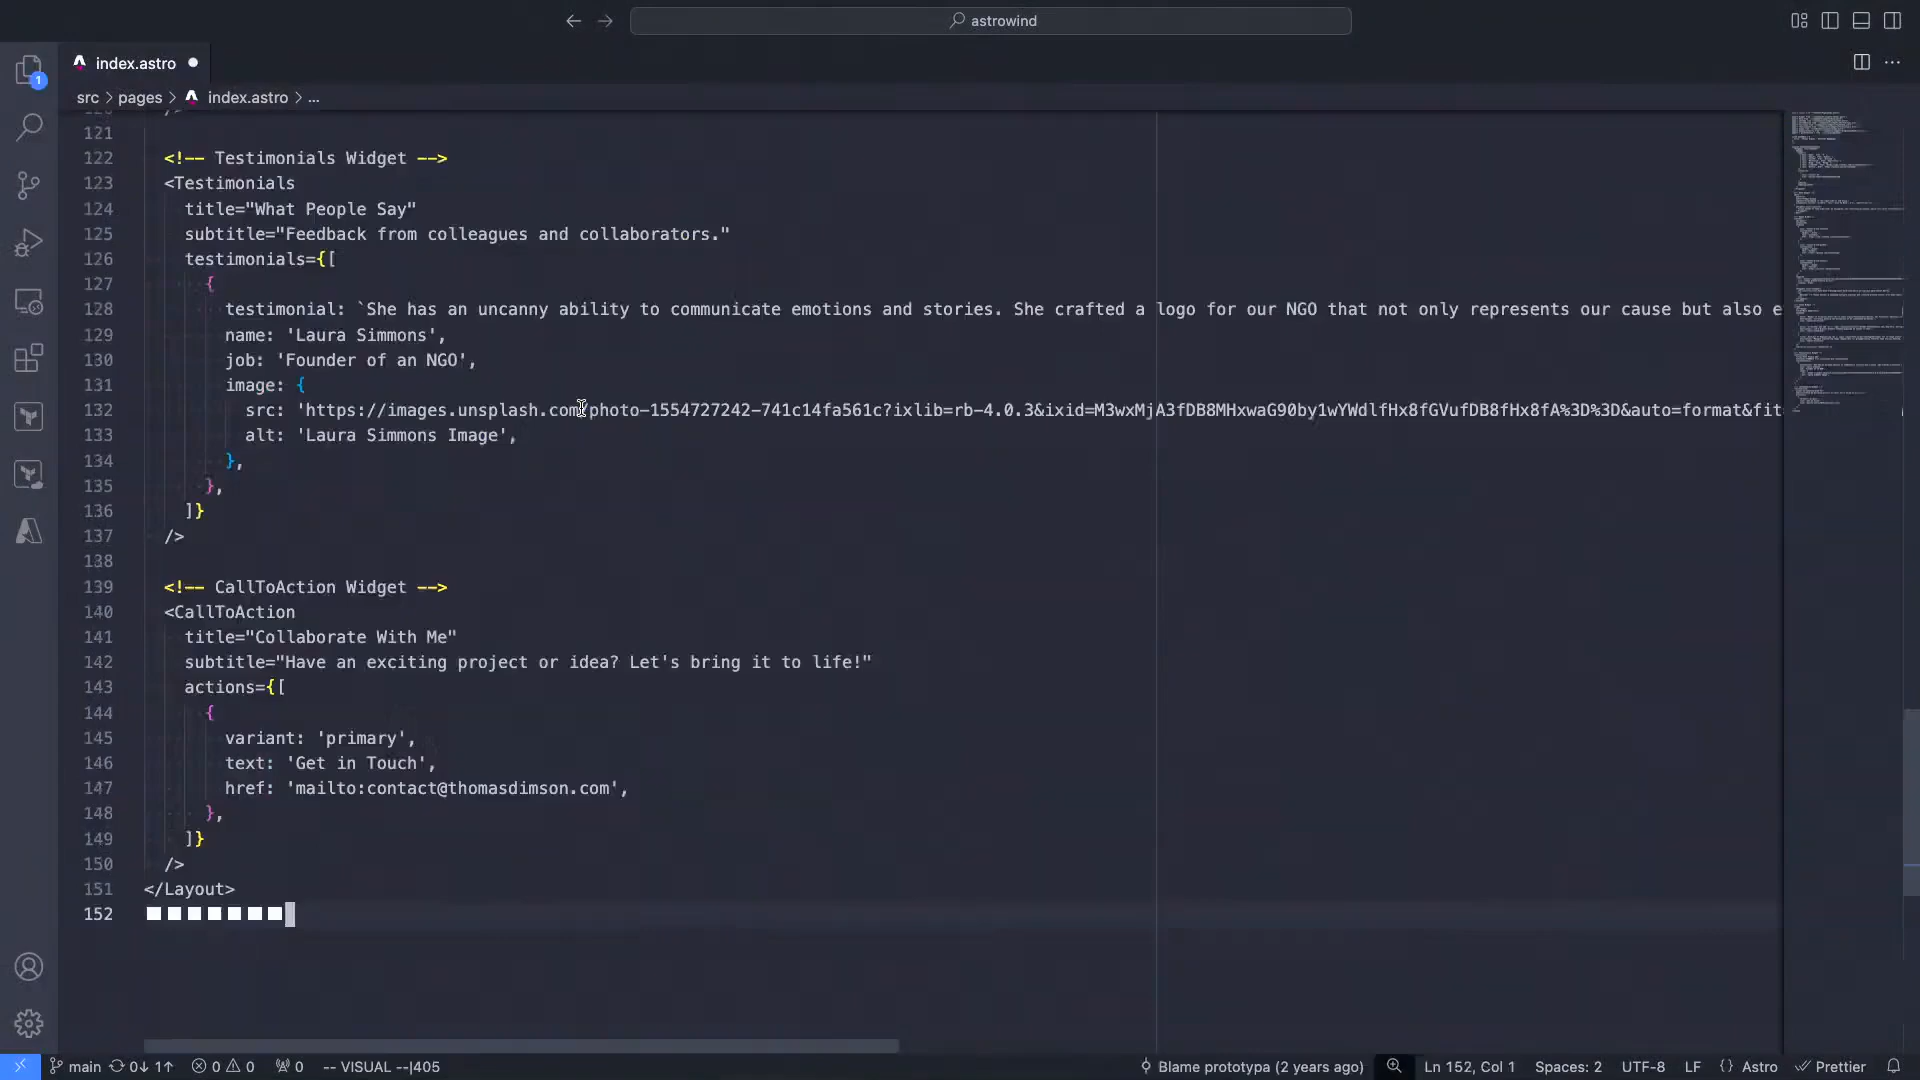 astrowind
index.astro
src > pages > index.astro > ...
1
121
122 <!-- Testimonials Widget -->
123 <Testimonials
124 title="What People Say"
125 subtitle="Feedback from colleagues and collaborators."
126 testimonials={[
127 {
128 testimonial: `She has an uncanny ability to communicate emotions and stories. She crafted a logo for our NGO that not only represents our cause but also e
129 name: 'Laura Simmons',
130 job: 'Founder of an NGO',
131 image: {
132 src: 'https://images.unsplash.com/photo-1554727242-741c14fa561c?ixlib=rb-4.0.3&ixid=M3wxMjA3fDB8MHxwaG90by1wYWdlfHx8fGVufDB8fHx8fA%3D%3D&auto=format&fit=
133 alt: 'Laura Simmons Image',
134 },
135 },
136 ]}
137 />
138
139 <!-- CallToAction Widget -->
140 <CallToAction
141 title="Collaborate With Me"
142 subtitle="Have an exciting project or idea? Let's bring it to life!"
143 actions={[
144 {
145 variant: 'primary',
146 text: 'Get in Touch',
147 href: 'mailto:contact@thomasdimson.com',
148 },
149 ]}
150 />
151 </Layout>
152
main 0↓ 1↑ 0 0 0 -- VISUAL --|405 Blame prototypa (2 years ago) Ln 152, Col 1 Spaces: 2 UTF-8 LF {} Astro Prettier